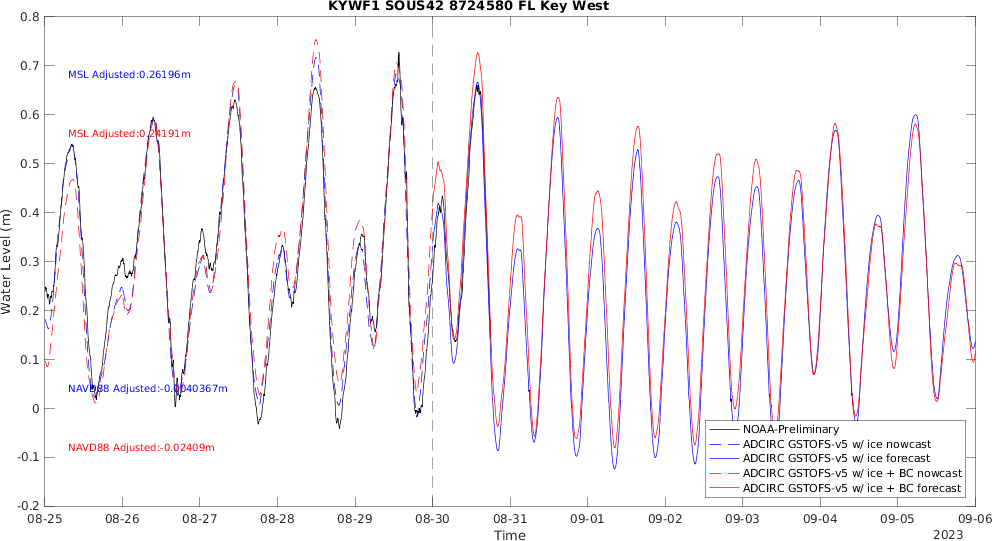 KYWF1 SOUS42 8724580 FL Key West
0.8
0.7
0.6
0.5
0.4
0.3
0.2
0.1
0
-0.1
-0.2
Water Level (m)
MSL Adjusted:0.26196m
MSL Adjusted:0.24191m
NAVD88 Adjusted:-0.0040367m
NAVD88 Adjusted:-0.02409m
NOAA-Preliminary
ADCIRC GSTOFS-v5 w/ ice nowcast
ADCIRC GSTOFS-v5 w/ ice forecast
ADCIRC GSTOFS-v5 w/ ice + BC nowcast
ADCIRC GSTOFS-v5 w/ ice + BC forecast
08-25 08-26 08-27 08-28 08-29 08-30 08-31 09-01 09-02 09-03 09-04 09-05 09-06
Time
2023